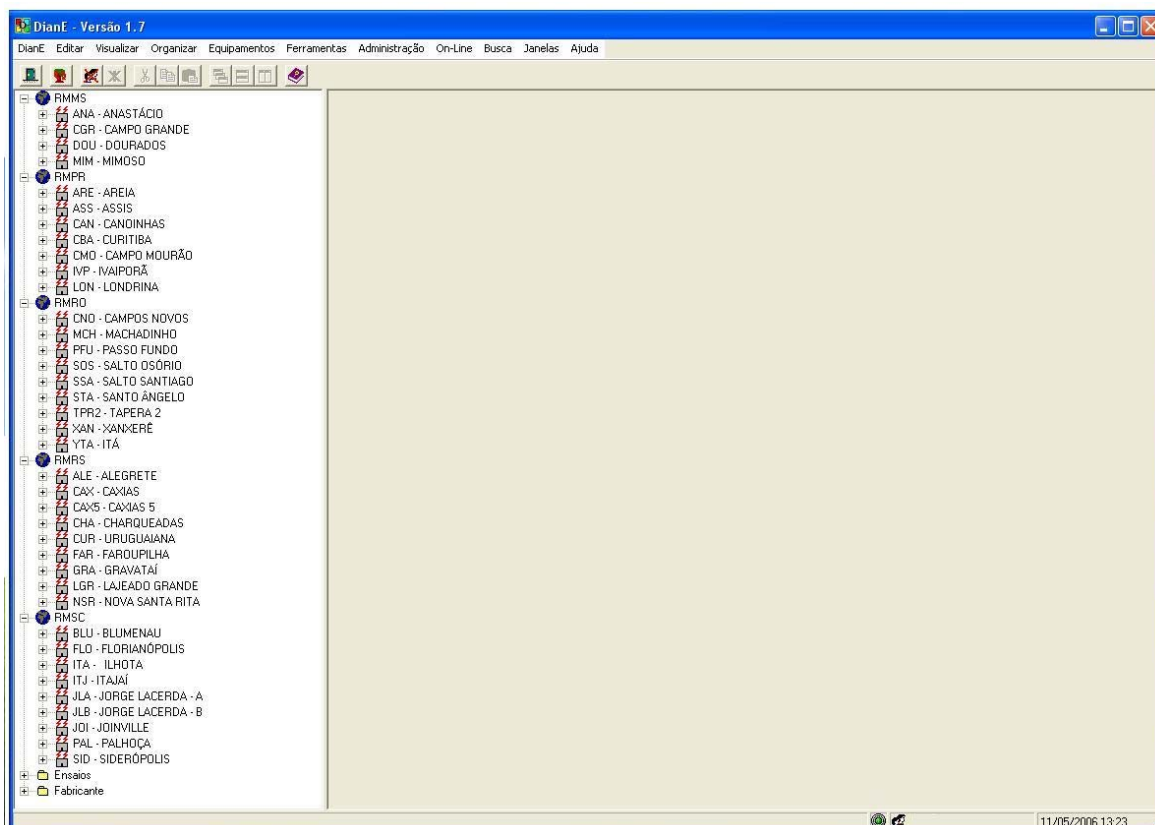 DianE - Versão 1.7
DianE Editar Visualizar Organizar Equipamentos Ferramentas Administração On-Line Busca Janelas Ajuda
RMMS
ANA - ANASTÁCIO
CGR - CAMPO GRANDE
DOU - DOURADOS
MIM - MIMOSO
RMPR
ARE - AREIA
ASS - ASSIS
CAN - CANOINHAS
CBA - CURITIBA
CMO - CAMPO MOURÃO
IVP - IVAIPORÃ
LON - LONDRINA
RMRO
CNO - CAMPOS NOVOS
MCH - MACHADINHO
PFU - PASSO FUNDO
SOS - SALTO OSÓRIO
SSA - SALTO SANTIAGO
STA - SANTO ÂNGELO
TPR2 - TAPERA 2
XAN - XANXERÊ
YTA - ITÁ
RMRS
ALE - ALEGRETE
CAX - CAXIAS
CAX5 - CAXIAS 5
CHA - CHARQUEADAS
CUR - URUGUAIANA
FAR - FAROUPILHA
GRA - GRAVATAÍ
LGR - LAJEADO GRANDE
NSR - NOVA SANTA RITA
RMSC
BLU - BLUMENAU
FLO - FLORIANÓPOLIS
ITA - ILHOTA
ITJ - ITAJAÍ
JLA - JORGE LACERDA - A
JLB - JORGE LACERDA - B
JOI - JOINVILLE
PAL - PALHOÇA
SID - SIDERÓPOLIS
Ensaios
Fabricante
11/05/2006 13:23